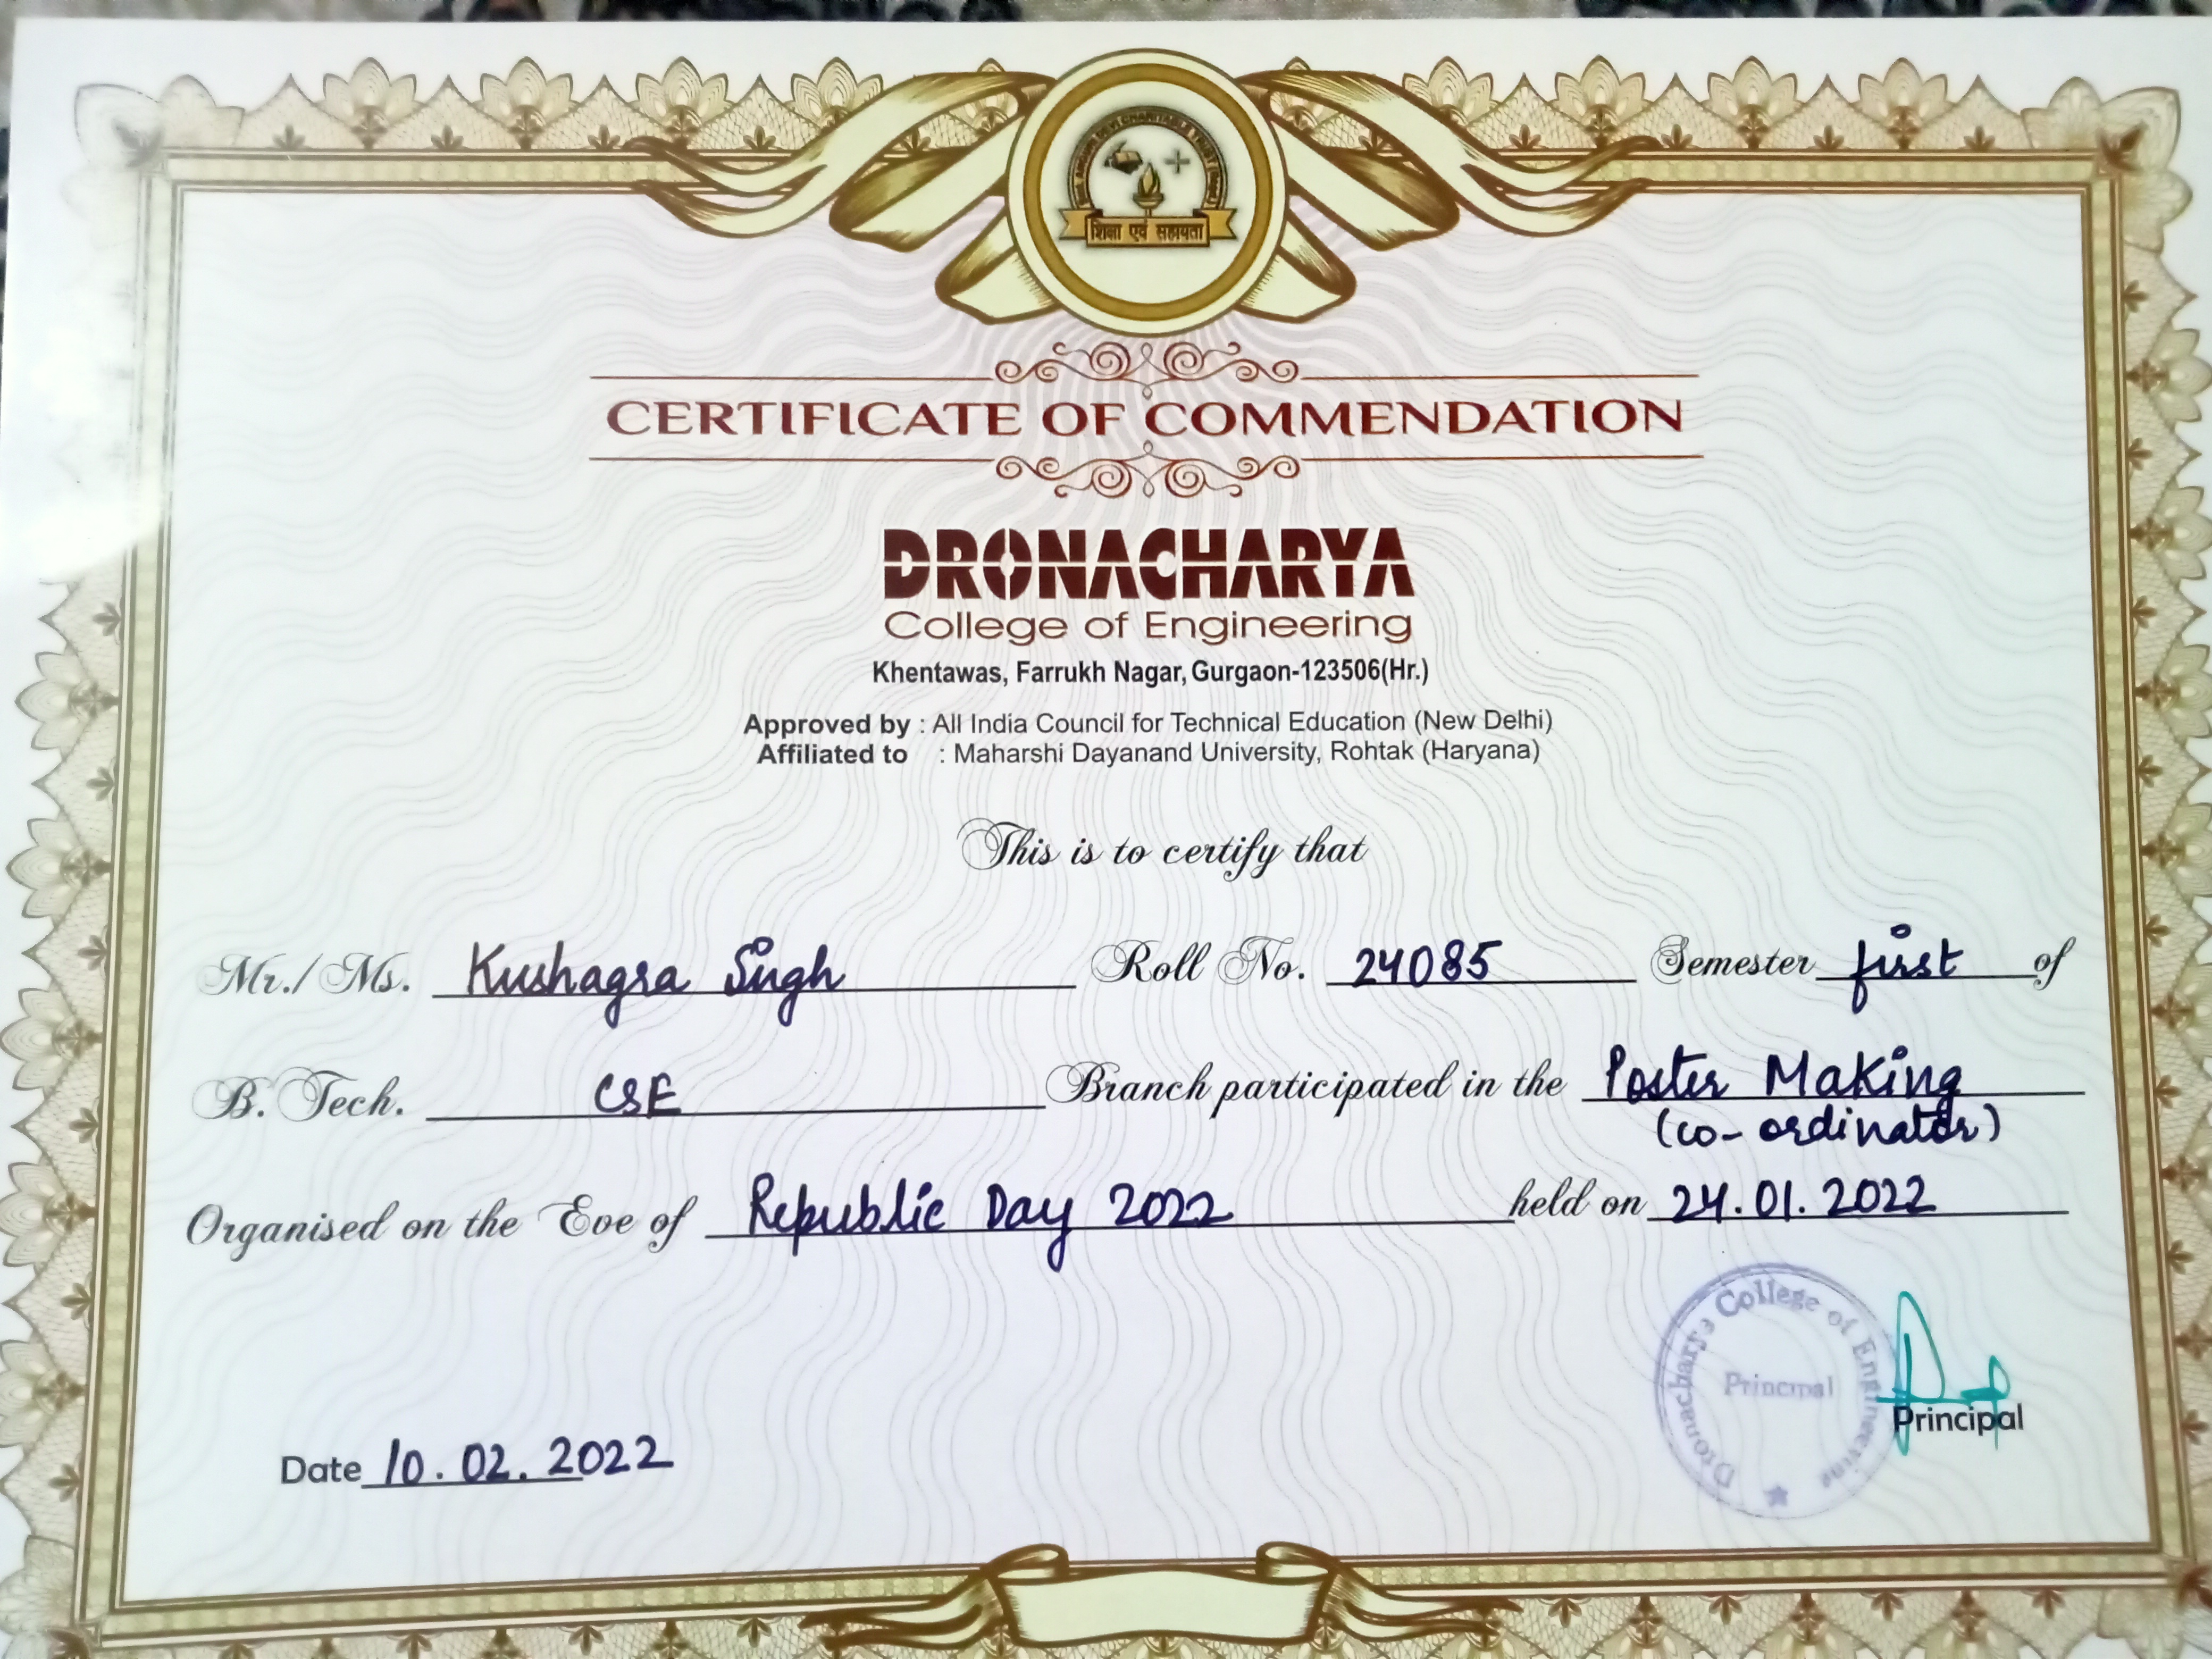 शिक्षा एवं सहायता
CERTIFICATE OF COMMENDATION
DRONACHARYA
College of Engineering
Khentawas, Farrukh Nagar, Gurgaon-123506(Hr.)
Approved by : All India Council for Technical Education (New Delhi)
Affiliated to : Maharshi Dayanand University, Rohtak (Haryana)
This is to certify that
Mr./Ms. Kushagra Singh Roll No. 24085 Semester first of
B. Tech. CSE Branch participated in the Poster Making
(co-ordinator)
Organised on the Eve of Republic Day 2022 held on 24.01.2022
Dronacharya College of Engineering
Principal
Principal
Date 10.02.2022